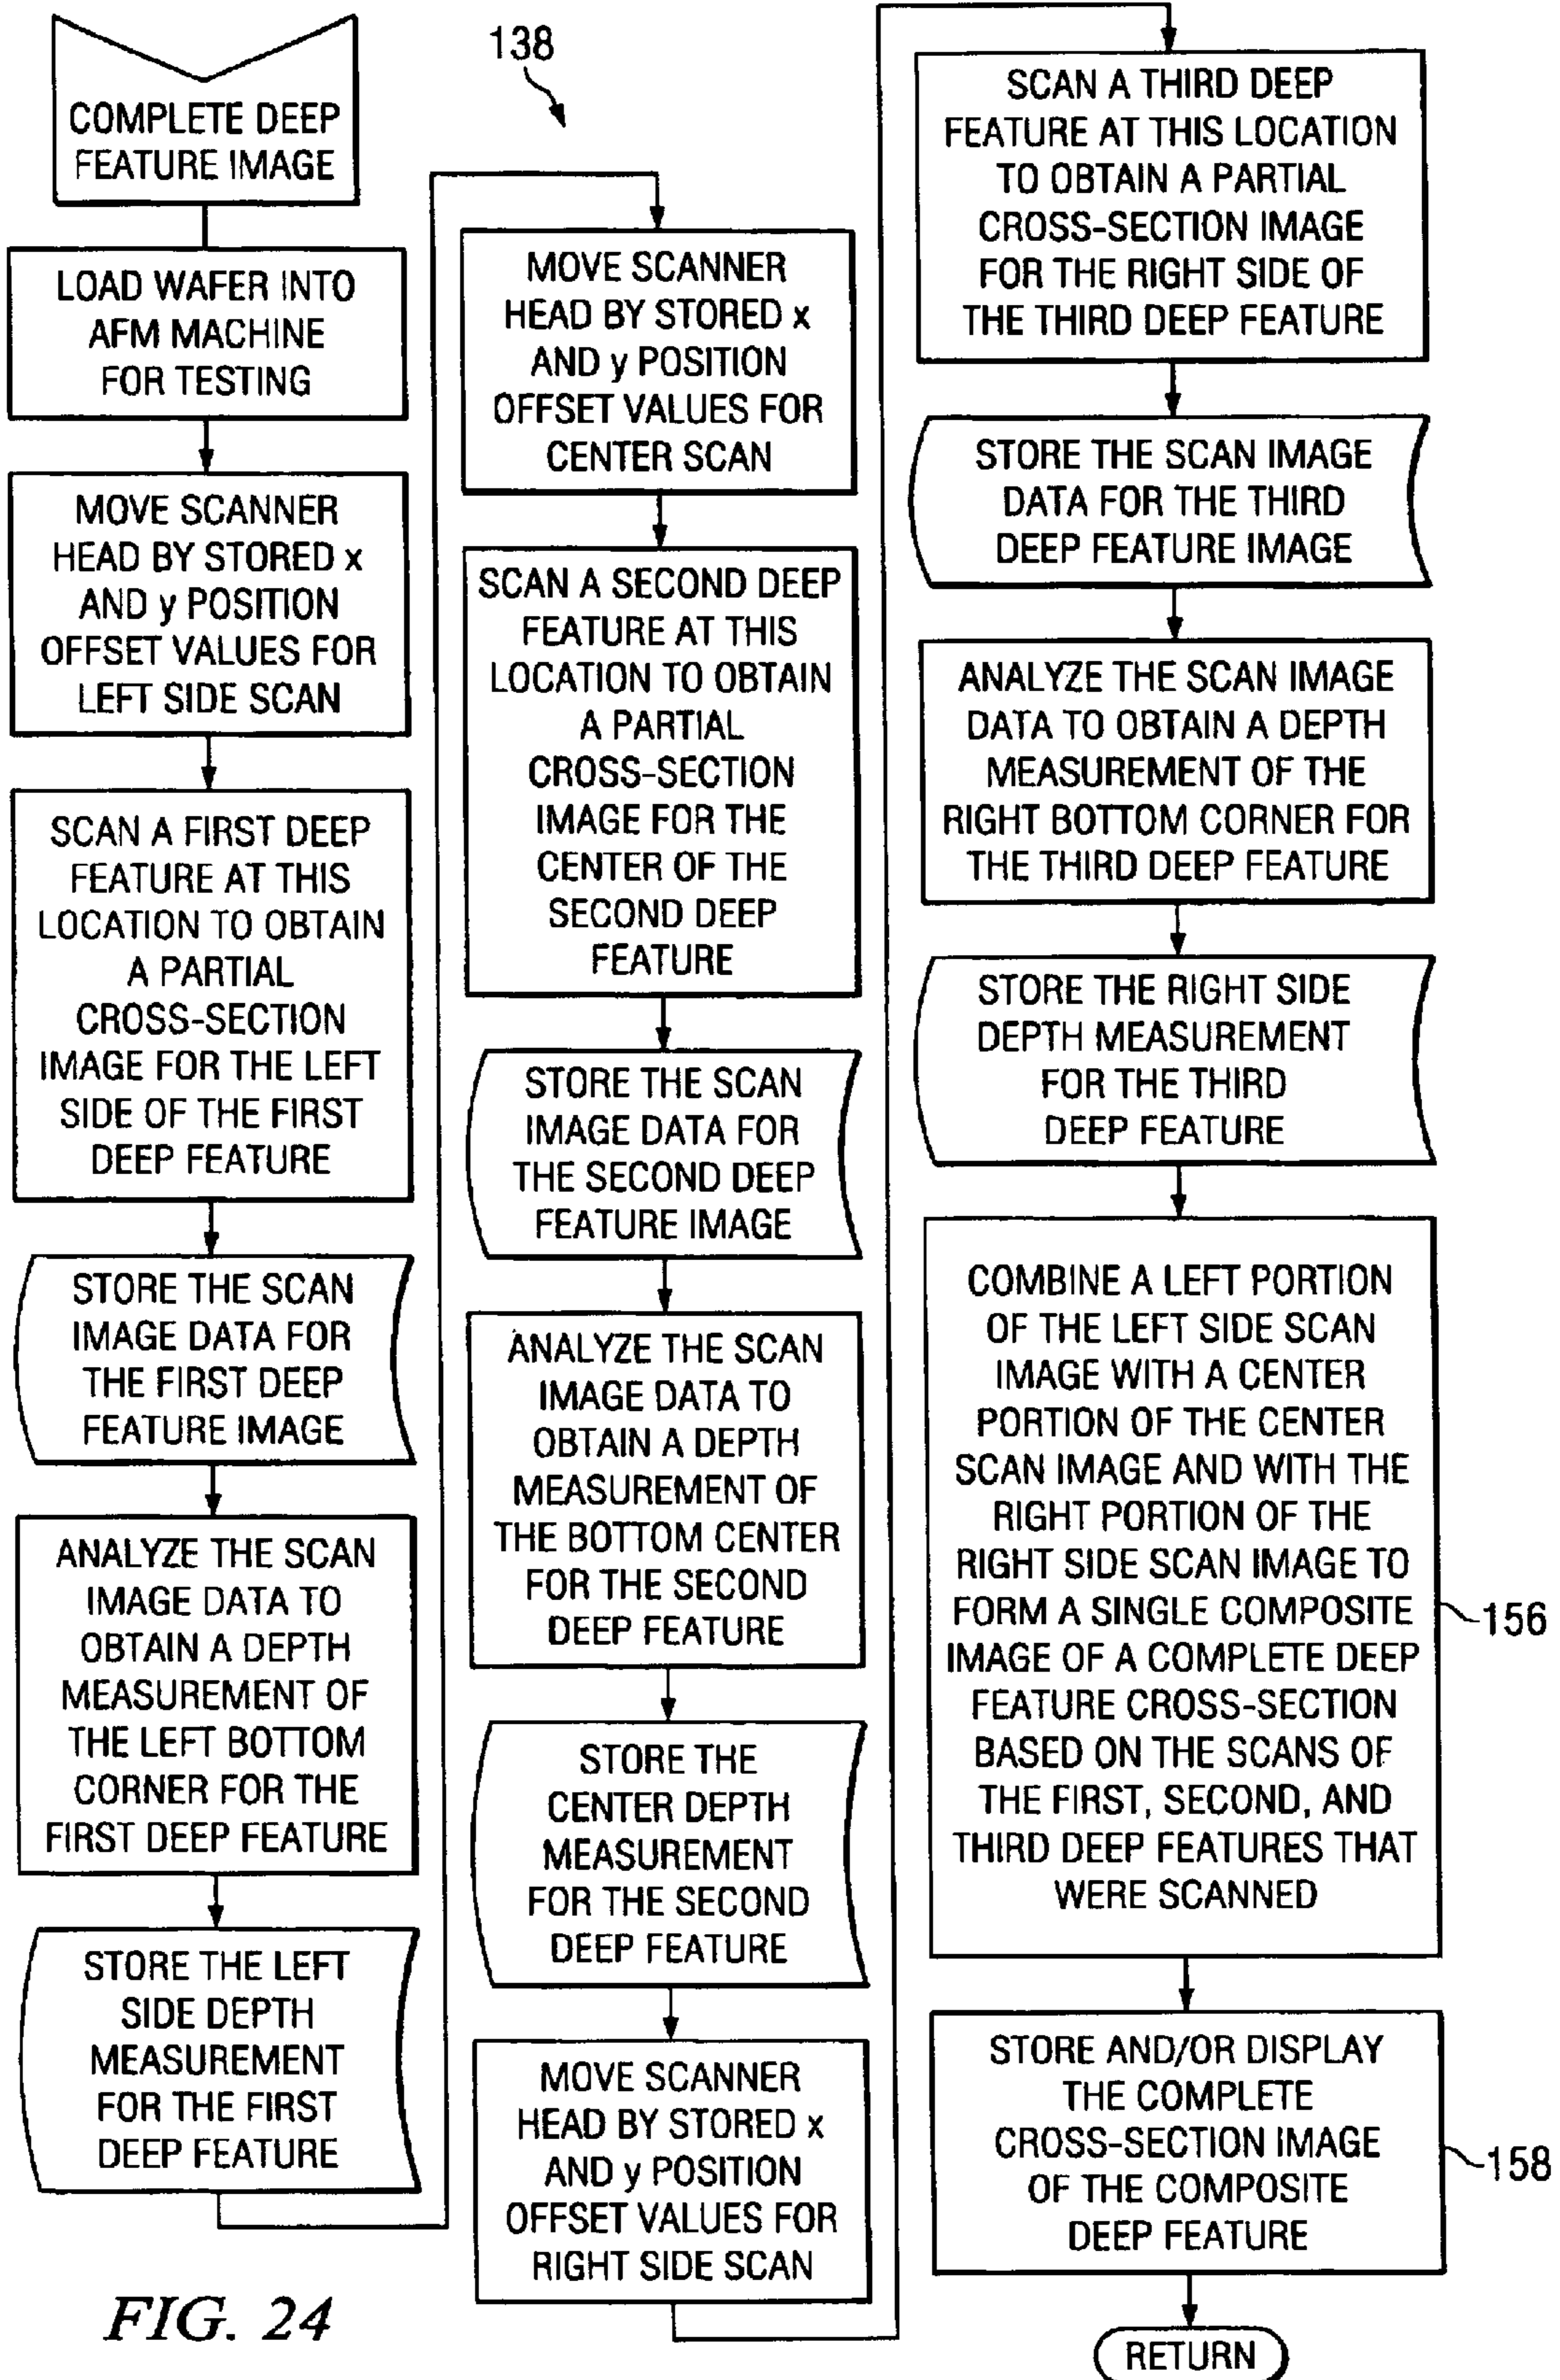 COMPLETE DEEP
FEATURE IMAGE
LOAD WAFER INTO
AFM MACHINE
FOR TESTING
MOVE SCANNER
HEAD BY STORED x
AND y POSITION
OFFSET VALUES FOR
LEFT SIDE SCAN
SCAN A FIRST DEEP
FEATURE AT THIS
LOCATION TO OBTAIN
A PARTIAL
CROSS-SECTION
IMAGE FOR THE LEFT
SIDE OF THE FIRST
DEEP FEATURE
STORE THE SCAN
IMAGE DATA FOR
THE FIRST DEEP
FEATURE IMAGE
ANALYZE THE SCAN
IMAGE DATA TO
OBTAIN A DEPTH
MEASUREMENT OF
THE LEFT BOTTOM
CORNER FOR THE
FIRST DEEP FEATURE
STORE THE LEFT
SIDE DEPTH
MEASUREMENT
FOR THE FIRST
DEEP FEATURE
138
MOVE SCANNER
HEAD BY STORED x
AND y POSITION
OFFSET VALUES FOR
CENTER SCAN
SCAN A SECOND DEEP
FEATURE AT THIS
LOCATION TO OBTAIN
A PARTIAL
CROSS-SECTION
IMAGE FOR THE
CENTER OF THE
SECOND DEEP
FEATURE
STORE THE SCAN
IMAGE DATA FOR
THE SECOND DEEP
FEATURE IMAGE
ANALYZE THE SCAN
IMAGE DATA TO
OBTAIN A DEPTH
MEASUREMENT OF
THE BOTTOM CENTER
FOR THE SECOND
DEEP FEATURE
STORE THE
CENTER DEPTH
MEASUREMENT
FOR THE SECOND
DEEP FEATURE
MOVE SCANNER
HEAD BY STORED x
AND y POSITION
OFFSET VALUES FOR
RIGHT SIDE SCAN
SCAN A THIRD DEEP
FEATURE AT THIS LOCATION
TO OBTAIN A PARTIAL
CROSS-SECTION IMAGE
FOR THE RIGHT SIDE OF
THE THIRD DEEP FEATURE
STORE THE SCAN IMAGE
DATA FOR THE THIRD
DEEP FEATURE IMAGE
ANALYZE THE SCAN IMAGE
DATA TO OBTAIN A DEPTH
MEASUREMENT OF THE
RIGHT BOTTOM CORNER FOR
THE THIRD DEEP FEATURE
STORE THE RIGHT SIDE
DEPTH MEASUREMENT
FOR THE THIRD
DEEP FEATURE
COMBINE A LEFT PORTION
OF THE LEFT SIDE SCAN
IMAGE WITH A CENTER
PORTION OF THE CENTER
SCAN IMAGE AND WITH THE
RIGHT PORTION OF THE
RIGHT SIDE SCAN IMAGE TO
FORM A SINGLE COMPOSITE
IMAGE OF A COMPLETE DEEP
FEATURE CROSS-SECTION
BASED ON THE SCANS OF
THE FIRST, SECOND, AND
THIRD DEEP FEATURES THAT
WERE SCANNED
156
STORE AND/OR DISPLAY
THE COMPLETE
CROSS-SECTION IMAGE
OF THE COMPOSITE
DEEP FEATURE
158
RETURN
FIG. 24